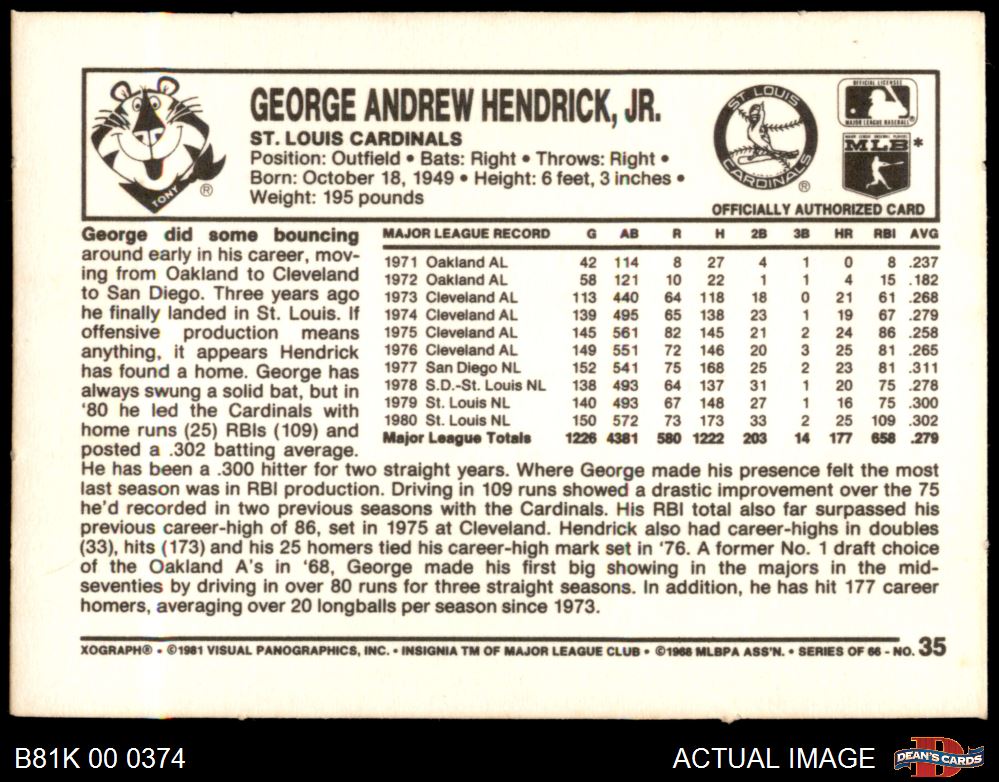 GEORGE ANDREW HENDRICK, JR.
ST. LOUIS CARDINALS
Position: Outfield • Bats: Right • Throws: Right •
Born: October 18, 1949 • Height: 6 feet, 3 inches •
Weight: 195 pounds
TONY ®
ST. LOUIS
CARDINALS ®
OFFICIAL LICENSEE
MAJOR LEAGUE BASEBALL®
MLB*
OFFICIALLY AUTHORIZED CARD
George did some bouncing
around early in his career, mov-
ing from Oakland to Cleveland
to San Diego. Three years ago
he finally landed in St. Louis. If
offensive production means
anything, it appears Hendrick
has found a home. George has
always swung a solid bat, but in
'80 he led the Cardinals with
home runs (25) RBIs (109) and
posted a .302 batting average.
MAJOR LEAGUE RECORD G AB R H 2B 3B HR RBI AVG
1971 Oakland AL 42 114 8 27 4 1 0 8 .237
1972 Oakland AL 58 121 10 22 1 1 4 15 .182
1973 Cleveland AL 113 440 64 118 18 0 21 61 .268
1974 Cleveland AL 139 495 65 138 23 1 19 67 .279
1975 Cleveland AL 145 561 82 145 21 2 24 86 .258
1976 Cleveland AL 149 551 72 146 20 3 25 81 .265
1977 San Diego NL 152 541 75 168 25 2 23 81 .311
1978 S.D.-St. Louis NL 138 493 64 137 31 1 20 75 .278
1979 St. Louis NL 140 493 67 148 27 1 16 75 .300
1980 St. Louis NL 150 572 73 173 33 2 25 109 .302
Major League Totals 1226 4381 580 1222 203 14 177 658 .279
He has been a .300 hitter for two straight years. Where George made his presence felt the most
last season was in RBI production. Driving in 109 runs showed a drastic improvement over the 75
he'd recorded in two previous seasons with the Cardinals. His RBI total also far surpassed his
previous career-high of 86, set in 1975 at Cleveland. Hendrick also had career-highs in doubles
(33), hits (173) and his 25 homers tied his career-high mark set in '76. A former No. 1 draft choice
of the Oakland A's in '68, George made his first big showing in the majors in the mid-
seventies by driving in over 80 runs for three straight seasons. In addition, he has hit 177 career
homers, averaging over 20 longballs per season since 1973.
XOGRAPH® • ©1981 VISUAL PANOGRAPHICS, INC. • INSIGNIA TM OF MAJOR LEAGUE CLUB • ©1968 MLBPA ASS'N. • SERIES OF 66 - NO. 35
B81K 00 0374
ACTUAL IMAGE
DEAN'S CARDS